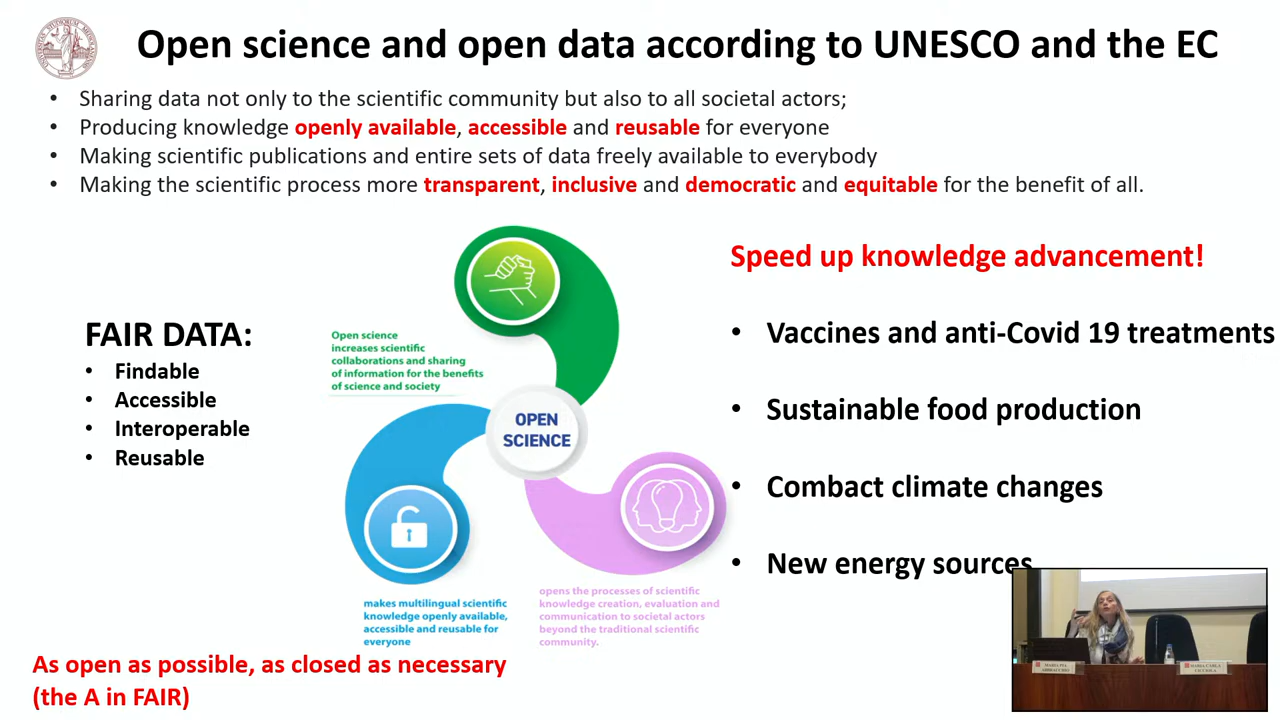 Open science and open data according to UNESCO and the EC
• Sharing data not only to the scientific community but also to all societal actors;
• Producing knowledge openly available, accessible and reusable for everyone
• Making scientific publications and entire sets of data freely available to everybody
• Making the scientific process more transparent, inclusive and democratic and equitable for the benefit of all.
FAIR DATA:
• Findable
• Accessible
• Interoperable
• Reusable
Open science
increases scientific
collaborations and sharing
of information for the benefits
of science and society
OPEN
SCIENCE
makes multilingual scientific
knowledge openly available,
accessible and reusable for
everyone
opens the processes of scientific
knowledge creation, evaluation and
communication to societal actors
beyond the traditional scientific
community.
Speed up knowledge advancement!
• Vaccines and anti-Covid 19 treatments
• Sustainable food production
• Combact climate changes
• New energy sources
As open as possible, as closed as necessary
(the A in FAIR)
MARIA PIA
MARIA CARLA